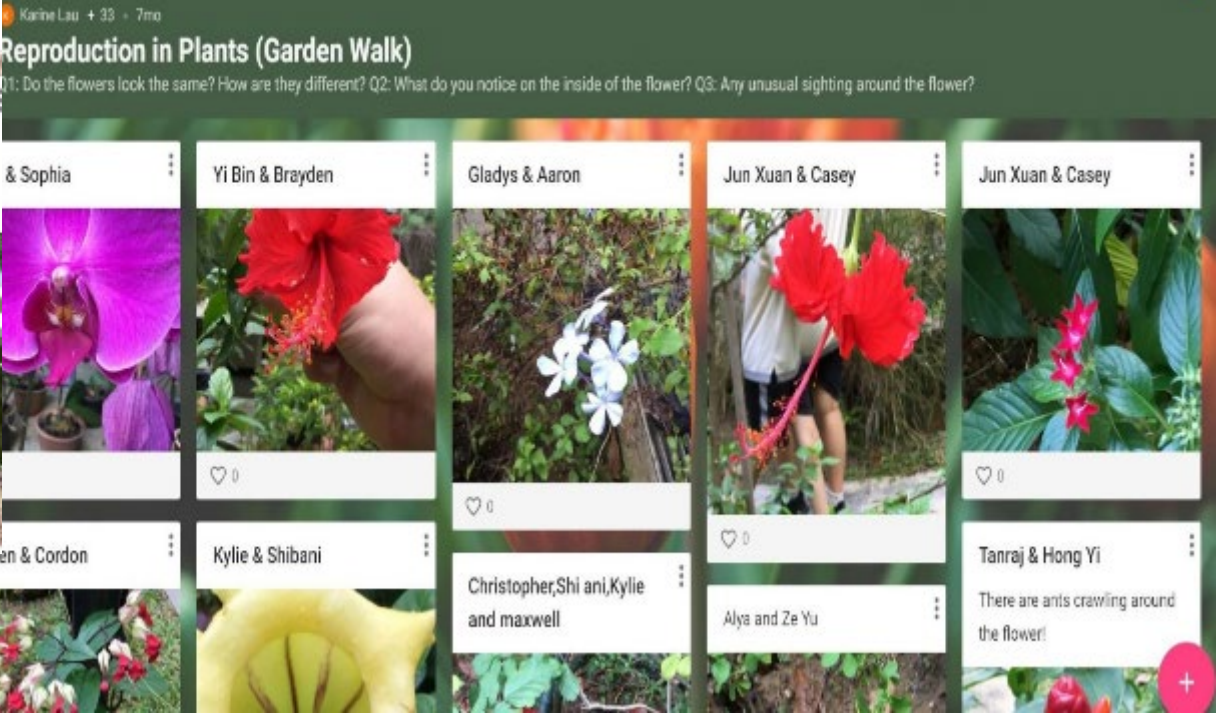 Karine Lau + 33 • 7mo
Reproduction in Plants (Garden Walk)
Q1: Do the flowers look the same? How are they different? Q2: What do you notice on the inside of the flower? Q3: Any unusual sighting around the flower?
& Sophia
Yi Bin & Brayden
Gladys & Aaron
Jun Xuan & Casey
Jun Xuan & Casey
0
0
0
0
en & Cordon
Kylie & Shibani
Christopher,Shi ani,Kylie
and maxwell
Alya and Ze Yu
Tanraj & Hong Yi
There are ants crawling around
the flower!
+